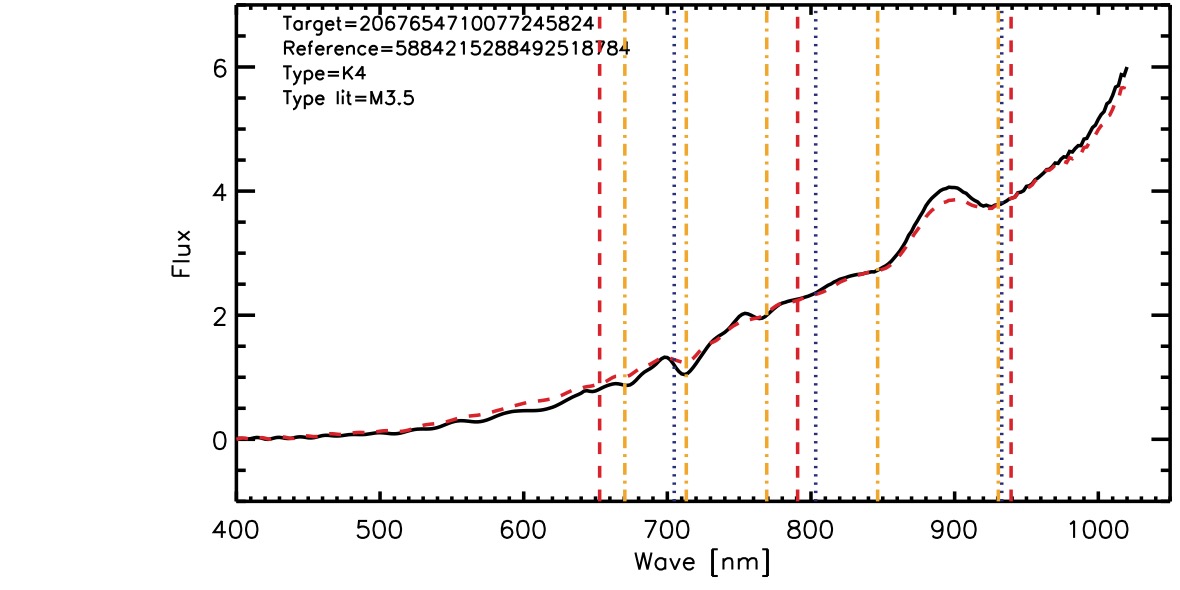 Target=2067654710077245824
Reference=5884215288492518784
Type=K4
Type lit=M3.5
6
4
2
0
Flux
400 500 600 700 800 900 1000
Wave [nm]